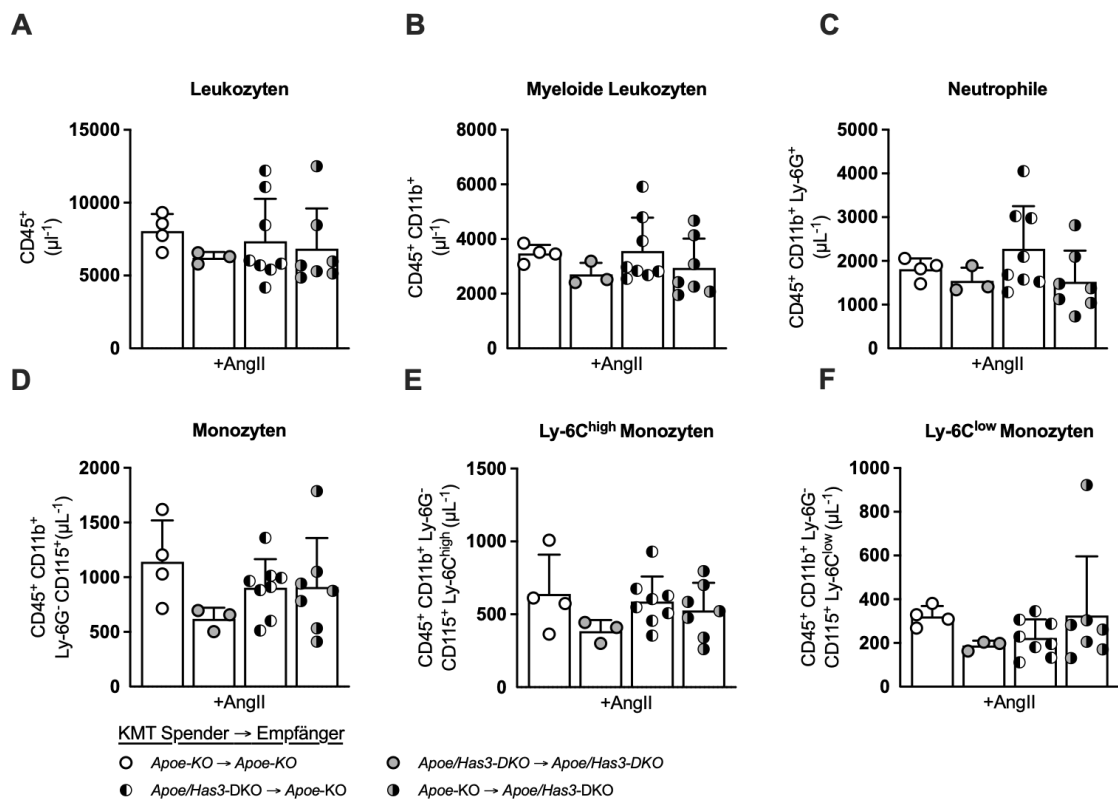 A
B
C
Leukozyten
Myeloide Leukozyten
Neutrophile
15000
10000
5000
0
CD45⁺
(µl⁻¹)
+AngII
8000
6000
4000
2000
0
CD45⁺ CD11b⁺
(µl⁻¹)
+AngII
5000
4000
3000
2000
1000
0
CD45⁺ CD11b⁺ Ly-6G⁺
(µL⁻¹)
+AngII
D
E
F
Monozyten
Ly-6Cʰⁱᵍʰ Monozyten
Ly-6Cˡᵒʷ Monozyten
2000
1500
1000
500
0
CD45⁺ CD11b⁺
Ly-6G⁻ CD115⁺(µL⁻¹)
+AngII
1500
1000
500
0
CD45⁺ CD11b⁺ Ly-6G⁻
CD115⁺ Ly-6Cʰⁱᵍʰ (µL⁻¹)
+AngII
1000
800
600
400
200
0
CD45⁺ CD11b⁺ Ly-6G⁻
CD115⁺ Ly-6Cˡᵒʷ (µL⁻¹)
+AngII
KMT Spender → Empfänger
Apoe-KO → Apoe-KO
Apoe/Has3-DKO → Apoe/Has3-DKO
Apoe/Has3-DKO → Apoe-KO
Apoe-KO → Apoe/Has3-DKO